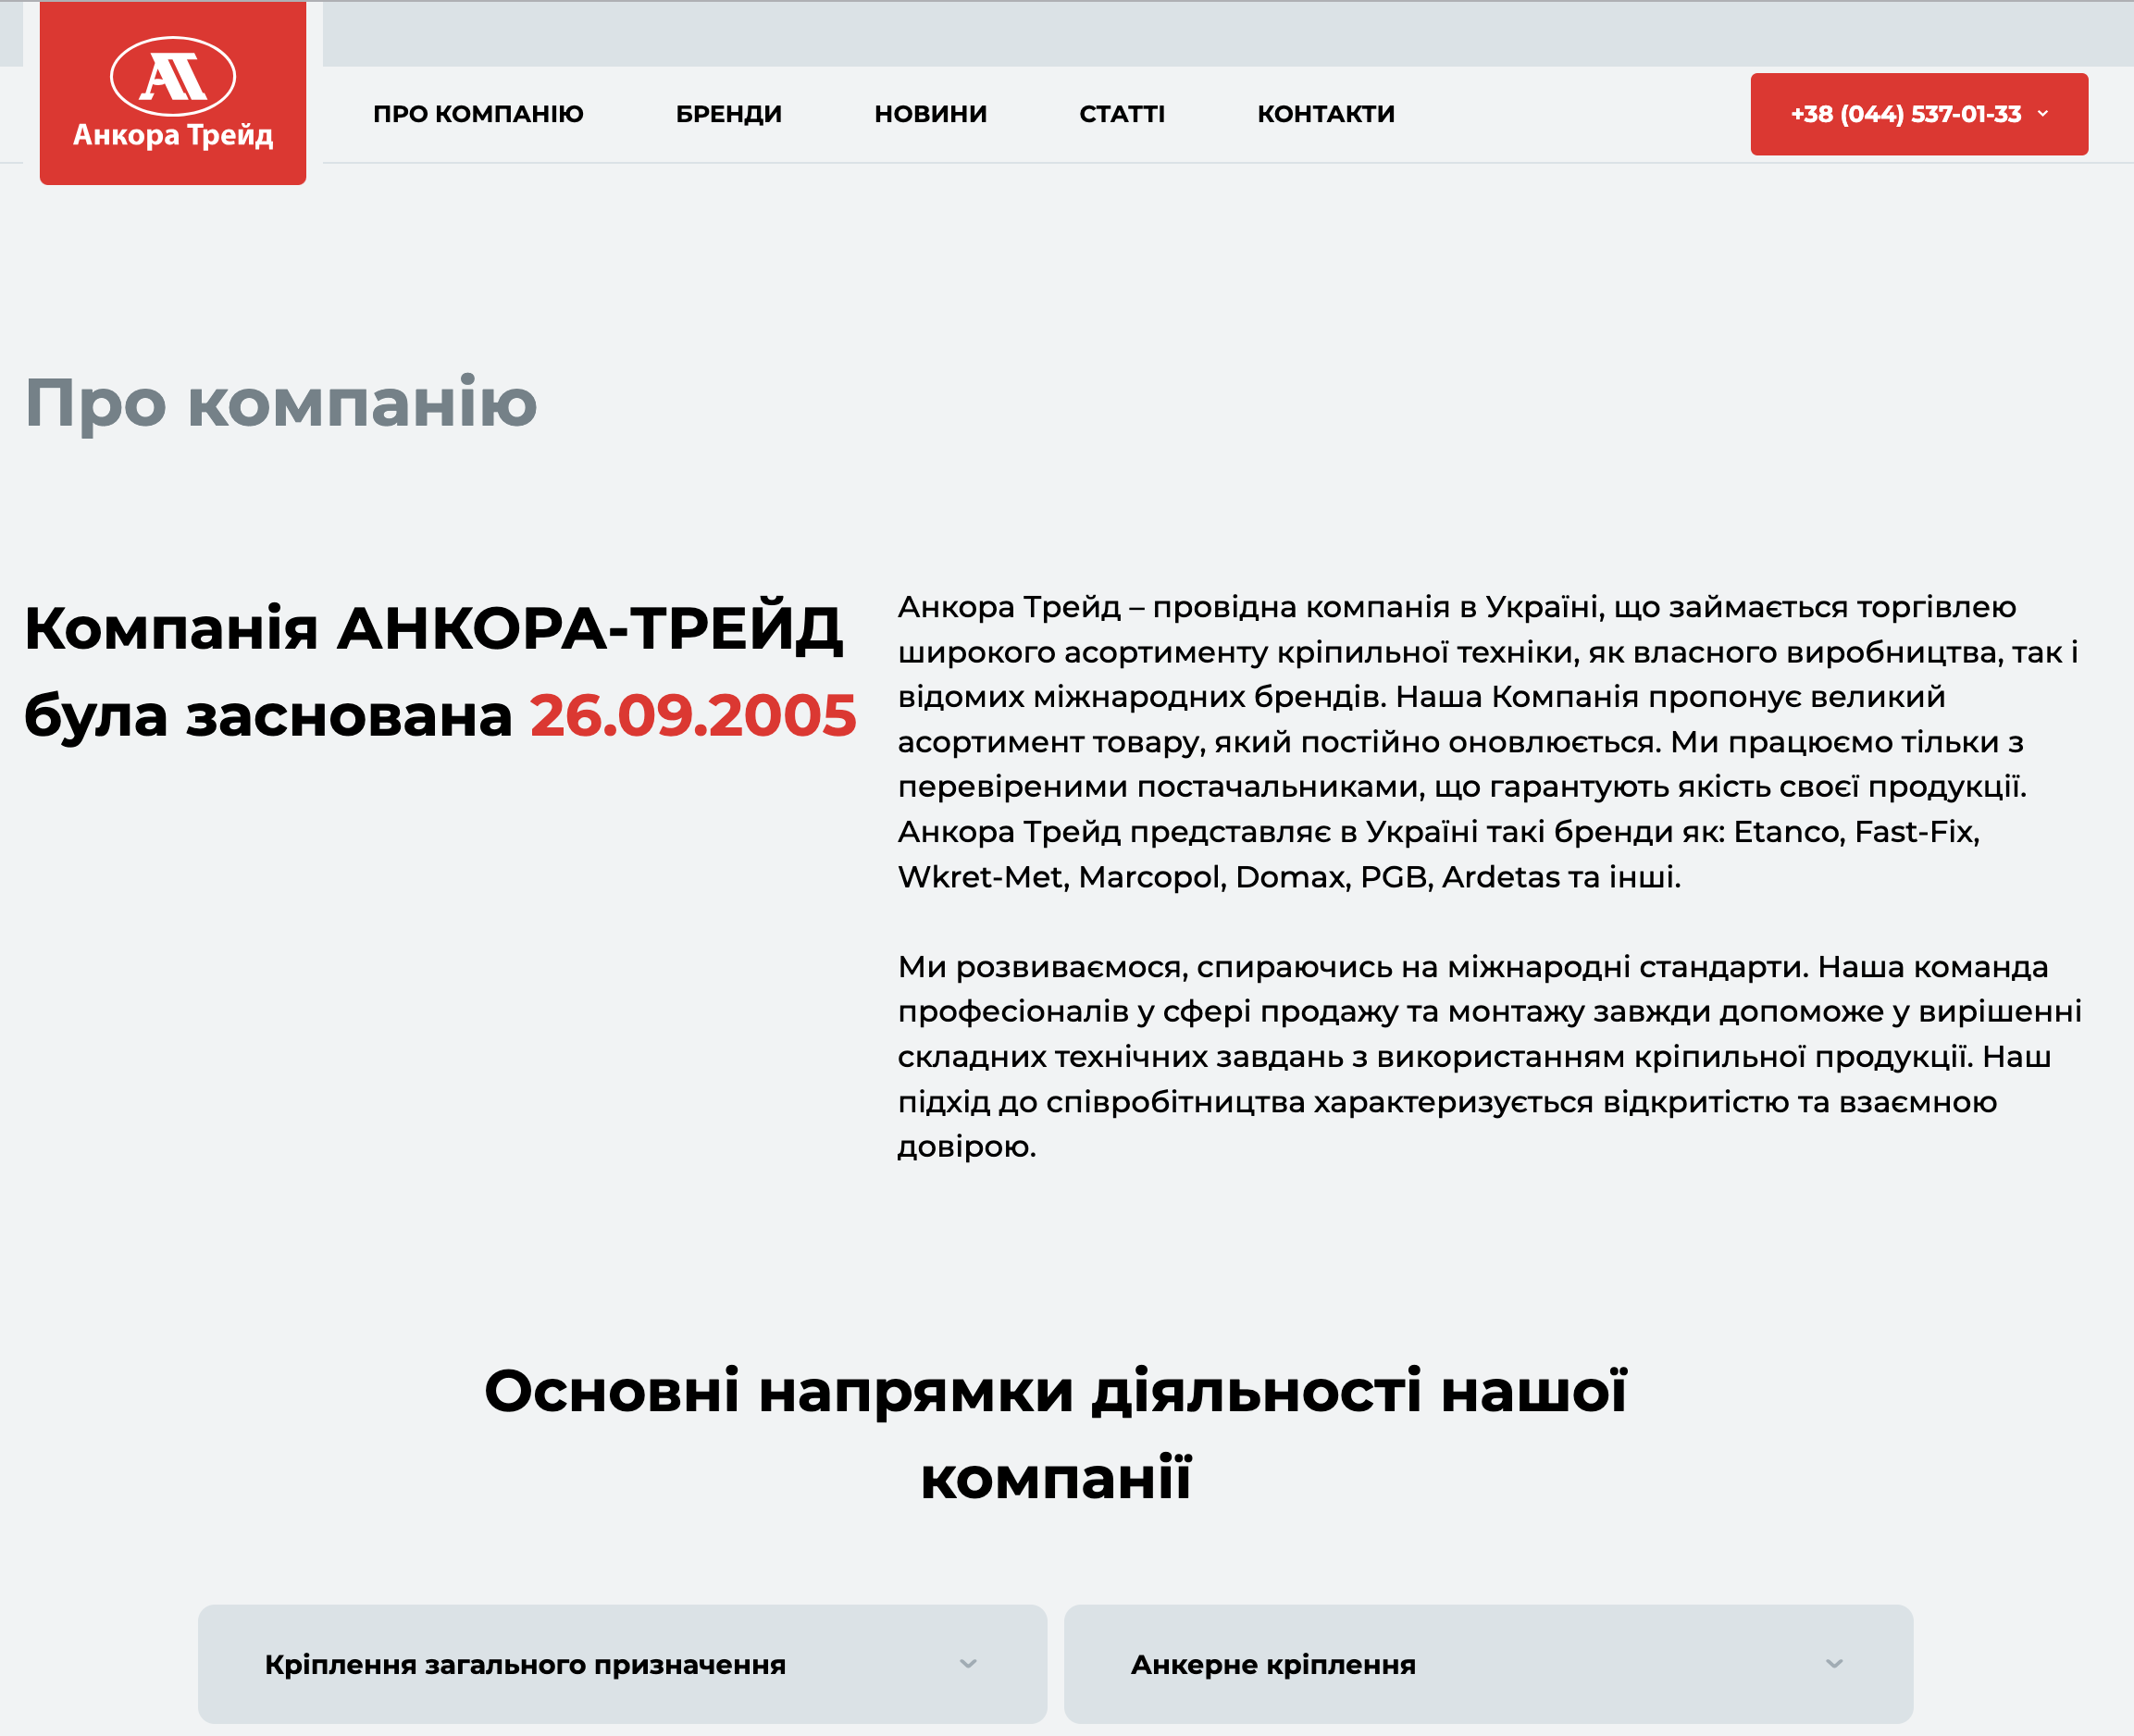 Анкора Трейд
ПРО КОМПАНІЮ БРЕНДИ НОВИНИ СТАТТІ КОНТАКТИ
+38 (044) 537-01-33
Про компанію
Компанія АНКОРА-ТРЕЙД
була заснована 26.09.2005
Анкора Трейд – провідна компанія в Україні, що займається торгівлею
широкого асортименту кріпильної техніки, як власного виробництва, так і
відомих міжнародних брендів. Наша Компанія пропонує великий
асортимент товару, який постійно оновлюється. Ми працюємо тільки з
перевіреними постачальниками, що гарантують якість своєї продукції.
Анкора Трейд представляє в Україні такі бренди як: Etanco, Fast-Fix,
Wkret-Met, Marcopol, Domax, PGB, Ardetas та інші.
Ми розвиваємося, спираючись на міжнародні стандарти. Наша команда
професіоналів у сфері продажу та монтажу завжди допоможе у вирішенні
складних технічних завдань з використанням кріпильної продукції. Наш
підхід до співробітництва характеризується відкритістю та взаємною
довірою.
Основні напрямки діяльності нашої
компанії
Кріплення загального призначення
Анкерне кріплення